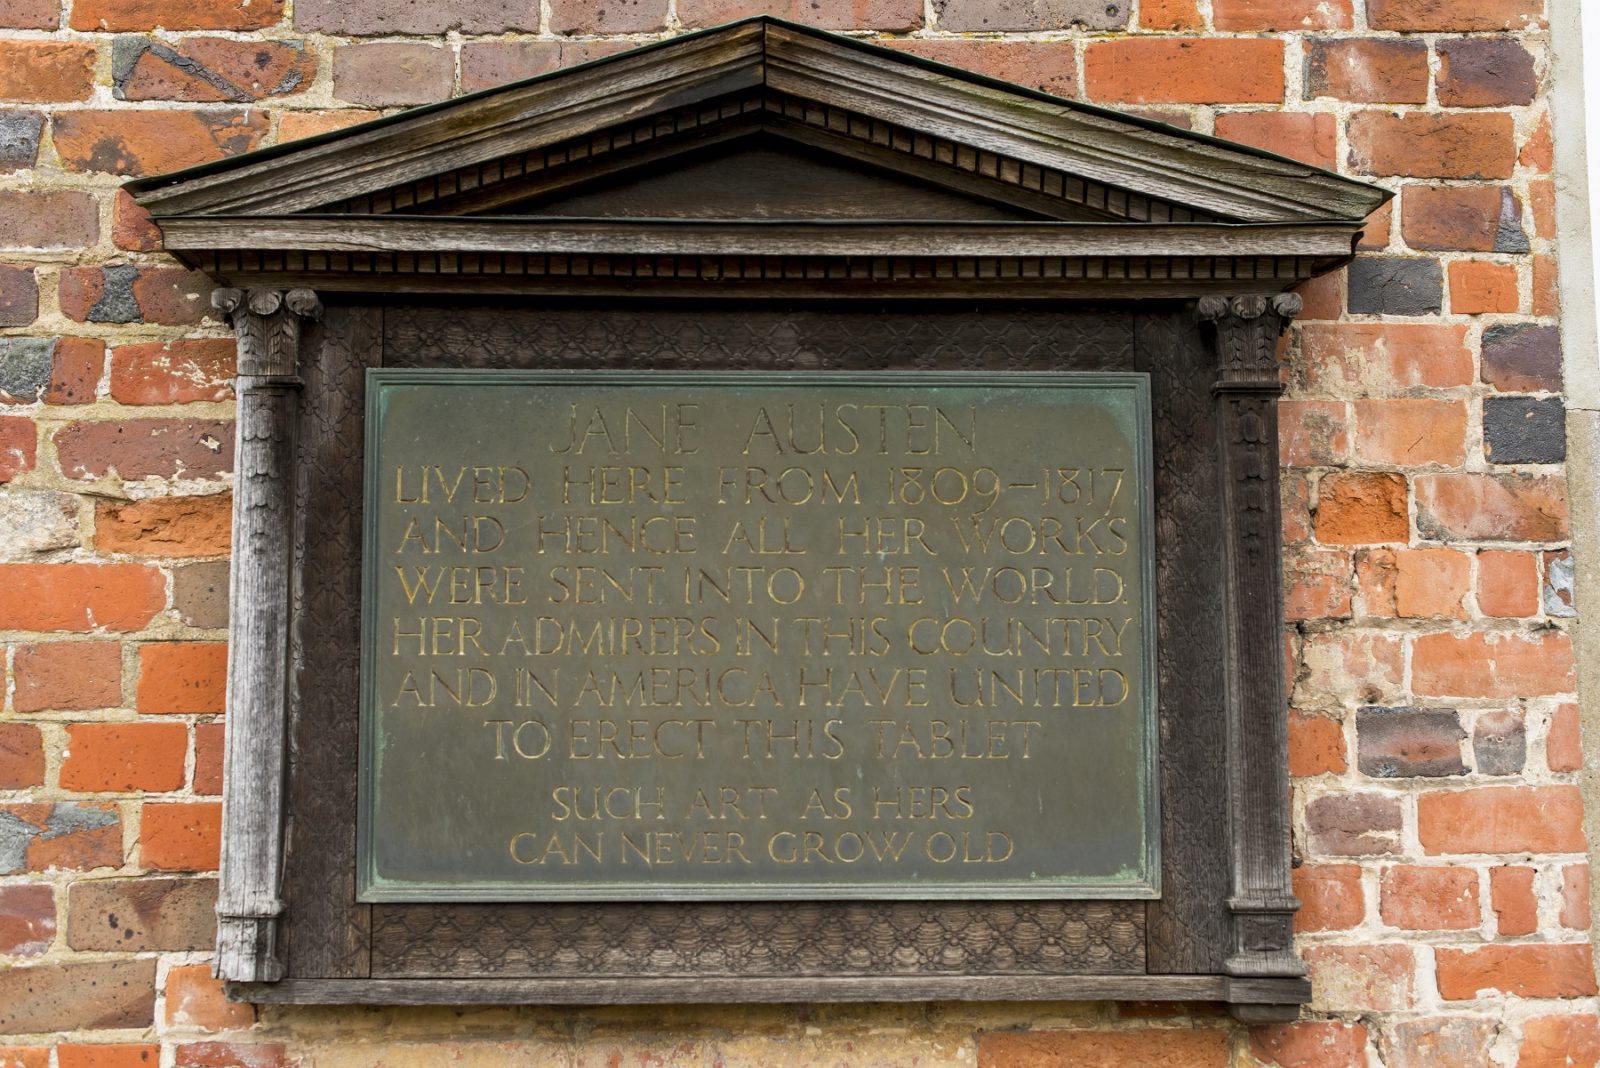 JANE AUSTEN
LIVED HERE FROM 1809–1817
AND HENCE ALL HER WORKS
WERE SENT INTO THE WORLD.
HER ADMIRERS IN THIS COUNTRY
AND IN AMERICA HAVE UNITED
TO ERECT THIS TABLET
SUCH ART AS HERS
CAN NEVER GROW OLD